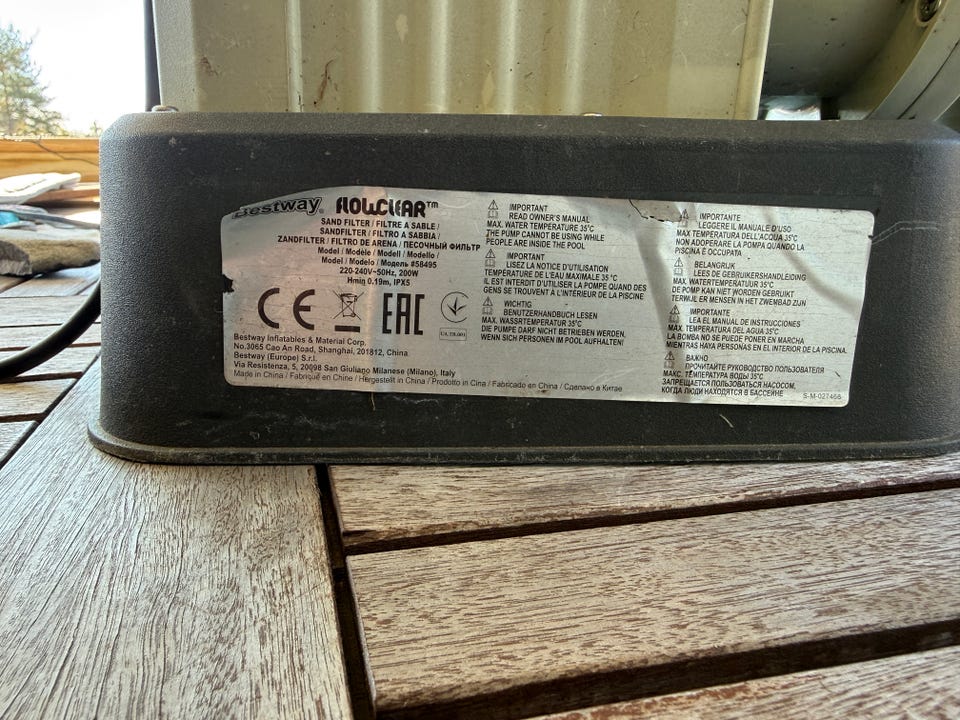 Bestway® FLOWCLEAR™
SAND FILTER / FILTRE A SABLE /
SANDFILTER / FILTRO A SABBIA /
ZANDFILTER / FILTRO DE ARENA / ПЕСОЧНЫЙ ФИЛЬТР
Model / Modèle / Modell / Modello /
Model / Modelo / Модель #58495
220-240V~50Hz, 200W
Hmin 0.19m, IPX5
CE EAC
UA.TR.001
Bestway Inflatables & Material Corp.
No.3065 Cao An Road, Shanghai, 201812, China
Bestway (Europe) S.r.l.
Via Resistenza, 5, 20098 San Giuliano Milanese (Milano), Italy
Made in China / Fabriqué en Chine / Hergestellt in China / Prodotto in Cina / Fabricado en China / Сделано в Китае
IMPORTANT
READ OWNER'S MANUAL
MAX. WATER TEMPERATURE 35°C
THE PUMP CANNOT BE USING WHILE
PEOPLE ARE INSIDE THE POOL
IMPORTANT
LISEZ LA NOTICE D'UTILISATION
TEMPÉRATURE DE L'EAU MAXIMALE 35 °C
IL EST INTERDIT D'UTILISER LA POMPE QUAND DES
GENS SE TROUVENT A L'INTÉRIEUR DE LA PISCINE
WICHTIG
BENUTZERHANDBUCH LESEN
MAX. WASSERTEMPERATUR 35°C
DIE PUMPE DARF NICHT BETRIEBEN WERDEN,
WENN SICH PERSONEN IM POOL AUFHALTEN!
IMPORTANTE
LEGGERE IL MANUALE D'USO
MAX TEMPERATURA DELL'ACQUA 35°C
NON ADOPERARE LA POMPA QUANDO LA
PISCINA È OCCUPATA
BELANGRIJK
LEES DE GEBRUIKERSHANDLEIDING
MAX. WATERTEMPERATUUR 35°C
DE POMP KAN NIET WORDEN GEBRUIKT
TERWIJL ER MENSEN IN HET ZWEMBAD ZIJN
IMPORTANTE
LEA EL MANUAL DE INSTRUCCIONES
MAX. TEMPERATURA DEL AQUA 35°C
LA BOMBA NO SE PUEDE PONER EN MARCHA
MIENTRAS HAYA PERSONAS EN EL INTERIOR DE LA PISCINA.
ВАЖНО
ПРОЧИТАЙТЕ РУКОВОДСТВО ПОЛЬЗОВАТЕЛЯ
МАКС. ТЕМПЕРАТУРА ВОДЫ 35°C
ЗАПРЕЩАЕТСЯ ПОЛЬЗОВАТЬСЯ НАСОСОМ,
КОГДА ЛЮДИ НАХОДЯТСЯ В БАССЕЙНЕ
S-M-027466